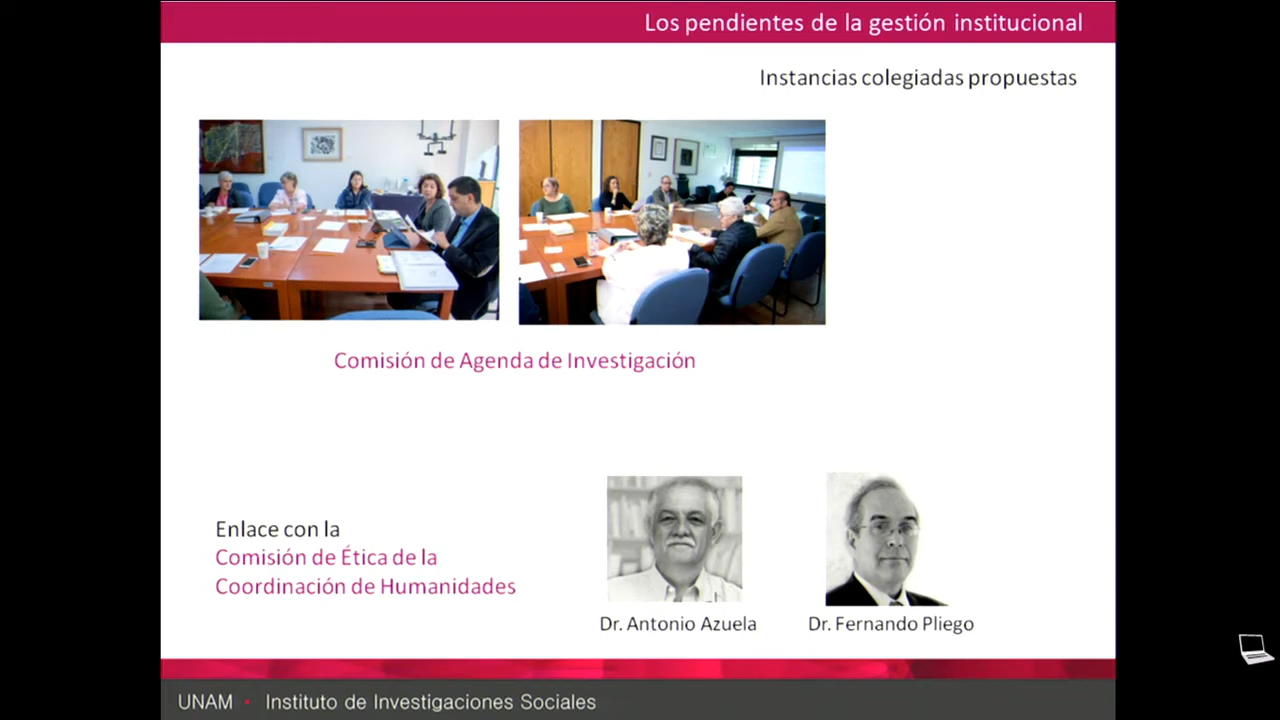 Los pendientes de la gestión institucional
Instancias colegiadas propuestas
Comisión de Agenda de Investigación
Enlace con la
Comisión de Ética de la
Coordinación de Humanidades
Dr. Antonio Azuela
Dr. Fernando Pliego
UNAM • Instituto de Investigaciones Sociales